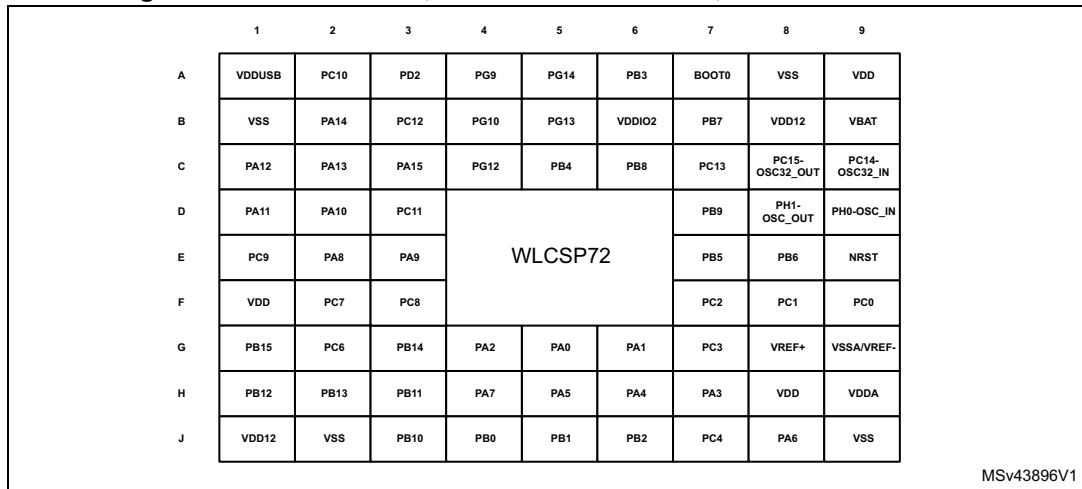 1 2 3 4 5 6 7 8 9
A VDDUSB PC10 PD2 PG9 PG14 PB3 BOOT0 VSS VDD
B VSS PA14 PC12 PG10 PG13 VDDIO2 PB7 VDD12 VBAT
C PA12 PA13 PA15 PG12 PB4 PB8 PC13 PC15-OSC32_OUT PC14-OSC32_IN
D PA11 PA10 PC11 PB9 PH1-OSC_OUT PH0-OSC_IN
E PC9 PA8 PA9 WLCSP72 PB5 PB6 NRST
F VDD PC7 PC8 PC2 PC1 PC0
G PB15 PC6 PB14 PA2 PA0 PA1 PC3 VREF+ VSSA/VREF-
H PB12 PB13 PB11 PA7 PA5 PA4 PA3 VDD VDDA
J VDD12 VSS PB10 PB0 PB1 PB2 PC4 PA6 VSS
MSv43896V1